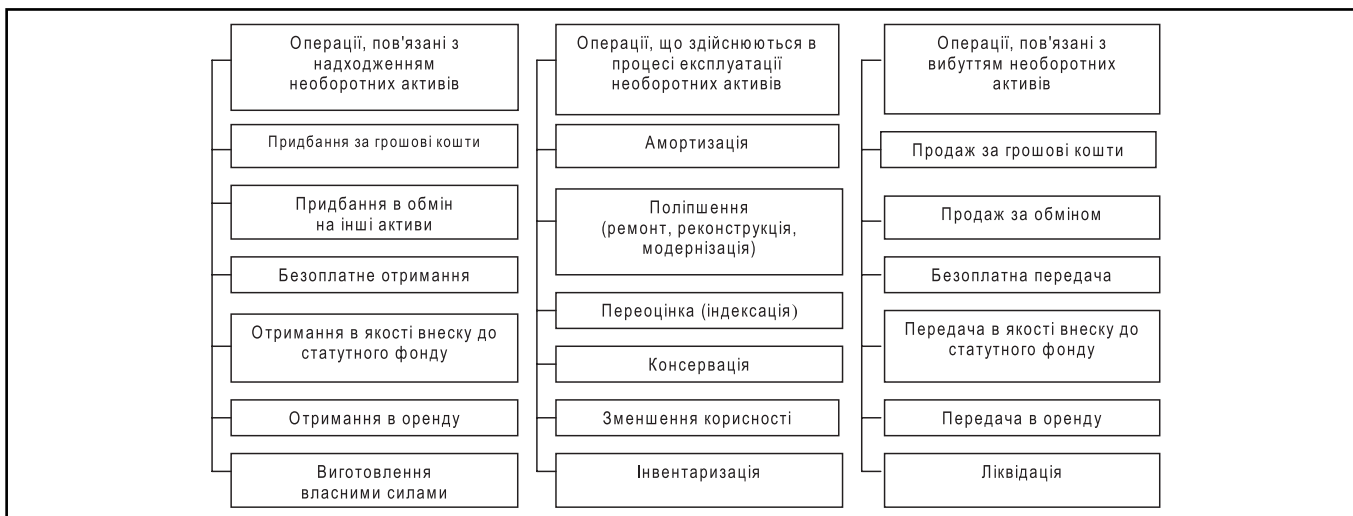 Операції, пов'язані з
надходженням
необоротних активів
Придбання за грошові кошти
Придбання в обмін
на інші активи
Безоплатне отримання
Отримання в якості внеску до
статутного фонду
Отримання в оренду
Виготовлення
власними силами
Операції, що здійснюються в
процесі експлуатації
необоротних активів
Амортизація
Поліпшення
(ремонт, реконструкція,
модернізація)
Переоцінка (індексація)
Консервація
Зменшення корисності
Інвентаризація
Операції, пов'язані з
вибуттям необоротних
активів
Продаж за грошові кошти
Продаж за обміном
Безоплатна передача
Передача в якості внеску до
статутного фонду
Передача в оренду
Ліквідація